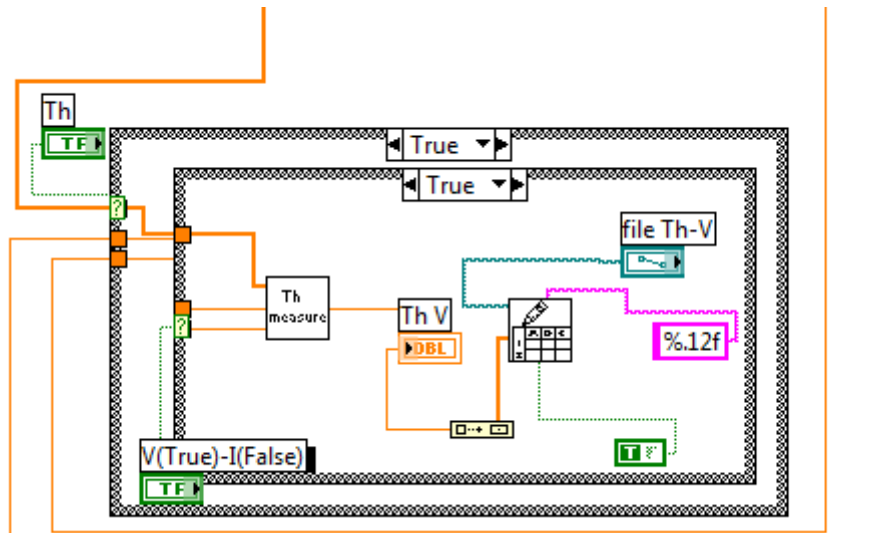 Th
TF
True
?
True
file Th-V
Th
measure
Th V
DBL
?
%.12f
V(True)-I(False)
TF
T F